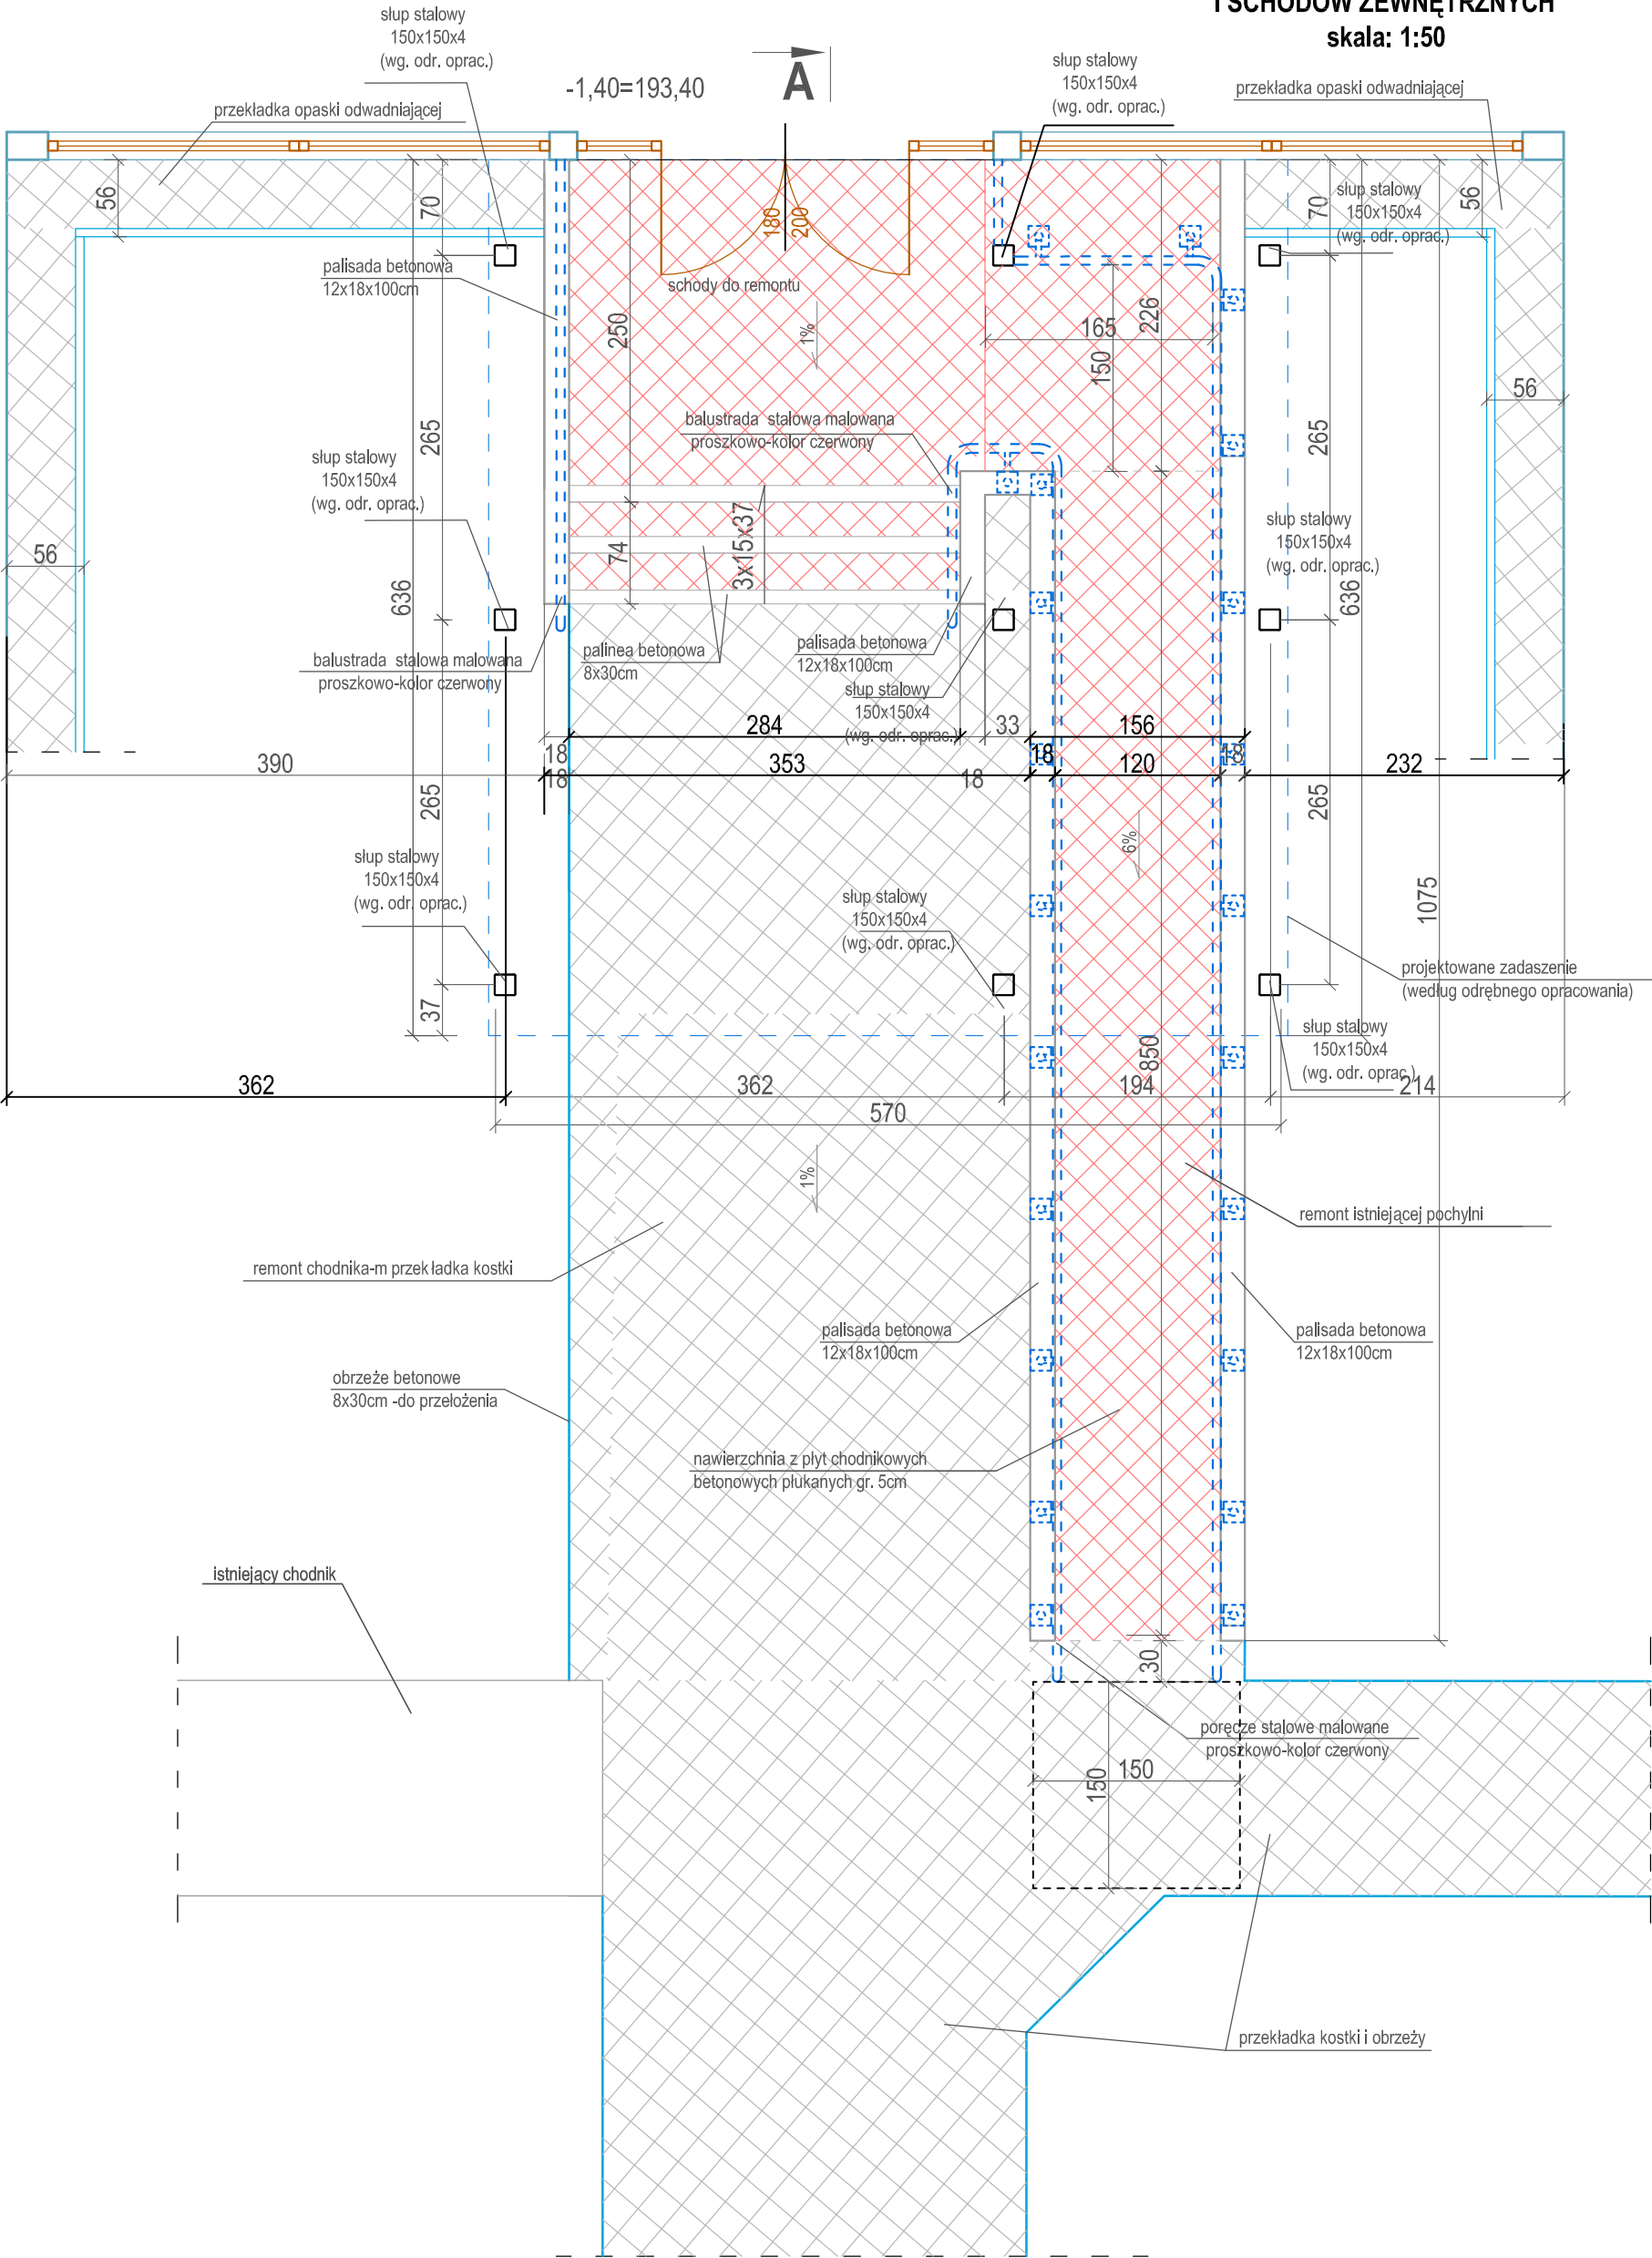 I SCHODÓW ZEWNĘTRZNYCH
skala: 1:50
słup stalowy
150x150x4
(wg. odr. oprac.)
-1,40=193,40
A
słup stalowy
150x150x4
(wg. odr. oprac.)
przekładka opaski odwadniającej
przekładka opaski odwadniającej
56
70
180
200
70
słup stalowy
150x150x4
(wg. odr. oprac.)
56
palisada betonowa
12x18x100cm
schody do remontu
250
1%
165
226
150
56
265
265
balustrada stalowa malowana
proszkowo-kolor czerwony
słup stalowy
150x150x4
(wg. odr. oprac.)
słup stalowy
150x150x4
(wg. odr. oprac.)
56
74
3x15x37
636
636
balustrada stalowa malowana
proszkowo-kolor czerwony
palinea betonowa
8x30cm
palisada betonowa
12x18x100cm
słup stalowy
150x150x4
(wg. odr. oprac.)
284
33
156
18
18
18
390
353
120
232
18
18
265
265
6%
słup stalowy
150x150x4
(wg. odr. oprac.)
słup stalowy
150x150x4
(wg. odr. oprac.)
1075
projektowane zadaszenie
(według odrębnego opracowania)
37
850
słup stalowy
150x150x4
(wg. odr. oprac.)
362
362
194
214
570
1%
remont istniejącej pochylni
remont chodnika-m przekładka kostki
palisada betonowa
12x18x100cm
palisada betonowa
12x18x100cm
obrzeże betonowe
8x30cm -do przełożenia
nawierzchnia z płyt chodnikowych
betonowych płukanych gr. 5cm
istniejący chodnik
30
poręcze stalowe malowane
proszkowo-kolor czerwony
150
150
przekładka kostki i obrzeży